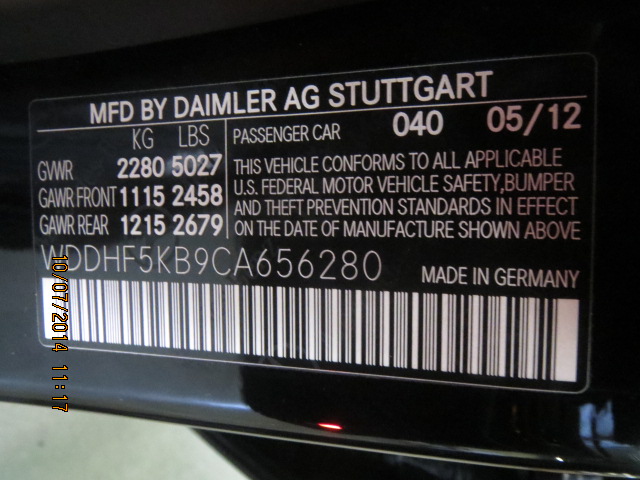 MFD BY DAIMLER AG STUTTGART
KG LBS
GVWR 2280 5027
GAWR FRONT 1115 2458
GAWR REAR 1215 2679
PASSENGER CAR 040 05/12
THIS VEHICLE CONFORMS TO ALL APPLICABLE
U.S. FEDERAL MOTOR VEHICLE SAFETY, BUMPER
AND THEFT PREVENTION STANDARDS IN EFFECT
ON THE DATE OF MANUFACTURE SHOWN ABOVE
WDDHF5KB9CA656280
MADE IN GERMANY
10/07/2014 11:17